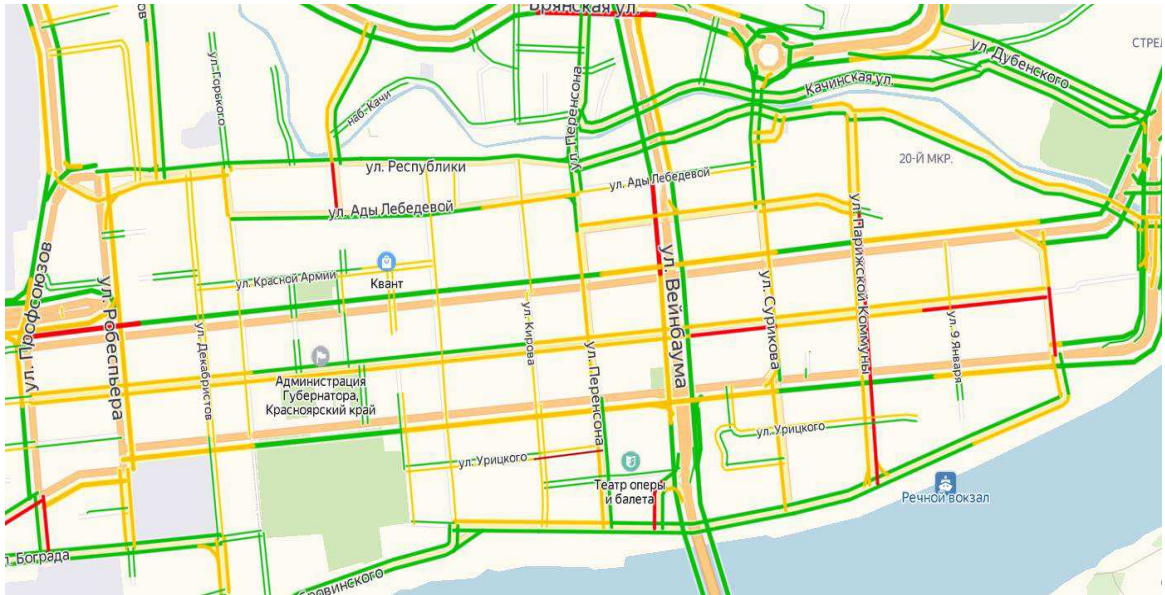 Брянская ул.
СТРЕЛ
ул. Дубенского
Качинская ул.
ул. Горького
наб. Качи
ул. Перенсона
20-Й МКР.
ул. Республики
ул. Ады Лебедевой
ул. Ады Лебедевой
ул. Парижской Коммуны
ул. Профсоюзов
ул. Робеспьера
ул. Красной Армии
Квант
ул. Вейнбаума
ул. Сурикова
ул. Декабристов
ул. Кирова
ул. 9 Января
ул. Перенсона
Администрация
Губернатора,
Красноярский край
ул. Урицкого
ул. Урицкого
Театр оперы
и балета
Речной вокзал
л. Бограда
ровинского